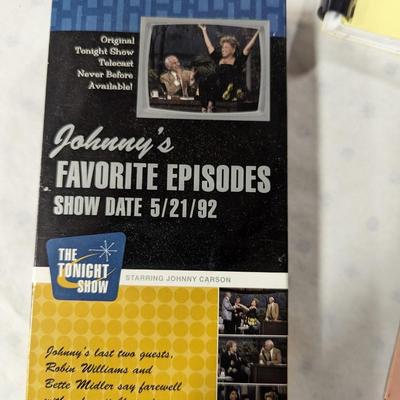 Original
Tonight Show
Telecast
Never Before
Available!
Johnny's
FAVORITE EPISODES
SHOW DATE 5/21/92
THE
TONIGHT
SHOW
STARRING JOHNNY CARSON
Johnny's last two guests,
Robin Williams and
Bette Midler say farewell